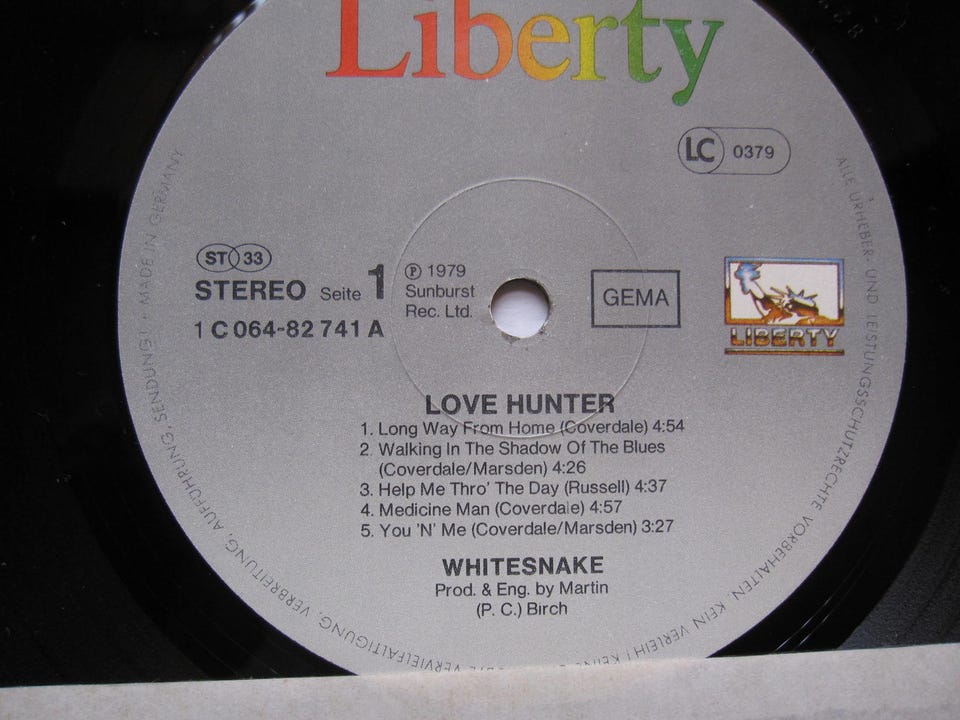 Liberty
LC 0379
ST 33
STEREO Seite 1
1 C 064-82 741 A
℗ 1979
Sunburst
Rec. Ltd.
GEMA
LIBERTY
LOVE HUNTER
1. Long Way From Home (Coverdale) 4:54
2. Walking In The Shadow Of The Blues
(Coverdale/Marsden) 4:26
3. Help Me Thro' The Day (Russell) 4:37
4. Medicine Man (Coverdale) 4:57
5. You 'N' Me (Coverdale/Marsden) 3:27
WHITESNAKE
Prod. & Eng. by Martin
(P. C.) Birch
ALLE URHEBER- UND LEISTUNGSSCHUTZRECHTE VORBEHALTEN. KEIN VERLEIH! VERVIELFÄLTIGUNG, VERBREITUNG, AUFFÜHRUNG, SENDUNG! • MADE IN GERMANY